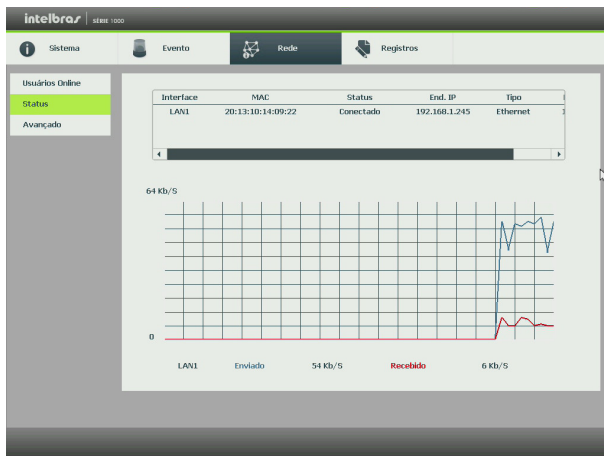 intelbras | SÉRIE 1000
Sistema Evento Rede Registros
Usuários Online
Status
Avançado
Interface MAC Status End. IP Tipo
LAN1 20:13:10:14:09:22 Conectado 192.168.1.245 Ethernet
64 Kb/S
0
LAN1 Enviado 54 Kb/S Recebido 6 Kb/S